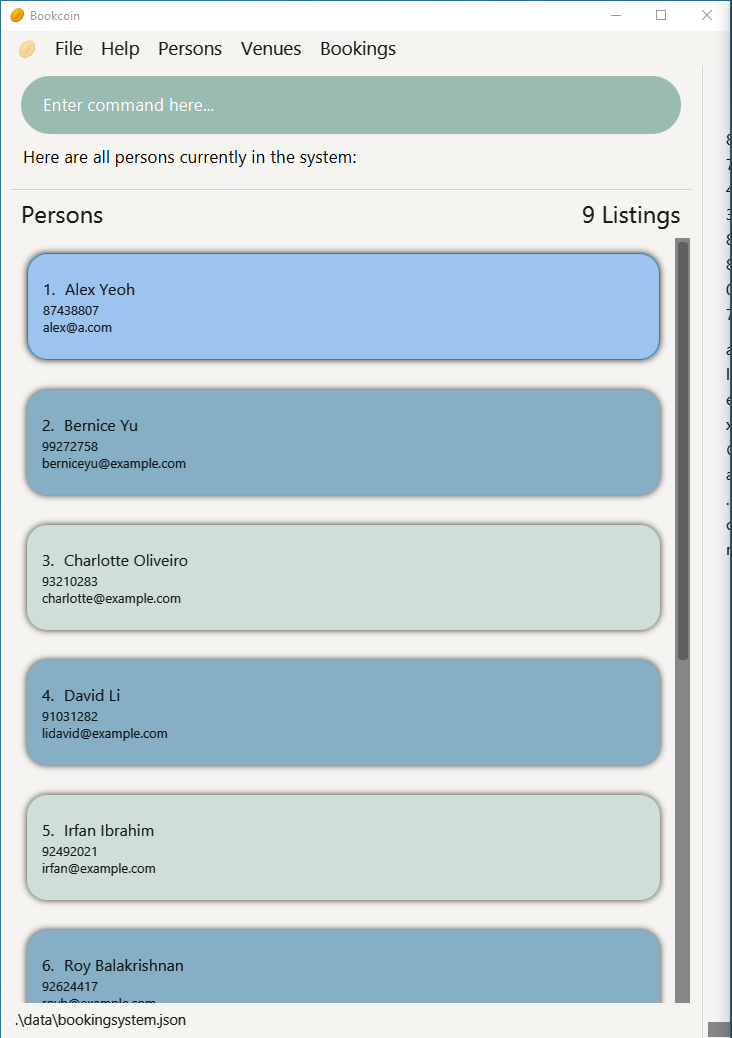 Bookcoin
File Help Persons Venues Bookings
Enter command here...
Here are all persons currently in the system:
Persons 9 Listings
1. Alex Yeoh
87438807
alex@a.com
2. Bernice Yu
99272758
berniceyu@example.com
3. Charlotte Oliveiro
93210283
charlotte@example.com
4. David Li
91031282
lidavid@example.com
5. Irfan Ibrahim
92492021
irfan@example.com
6. Roy Balakrishnan
92624417
.\data\bookingsystem.json